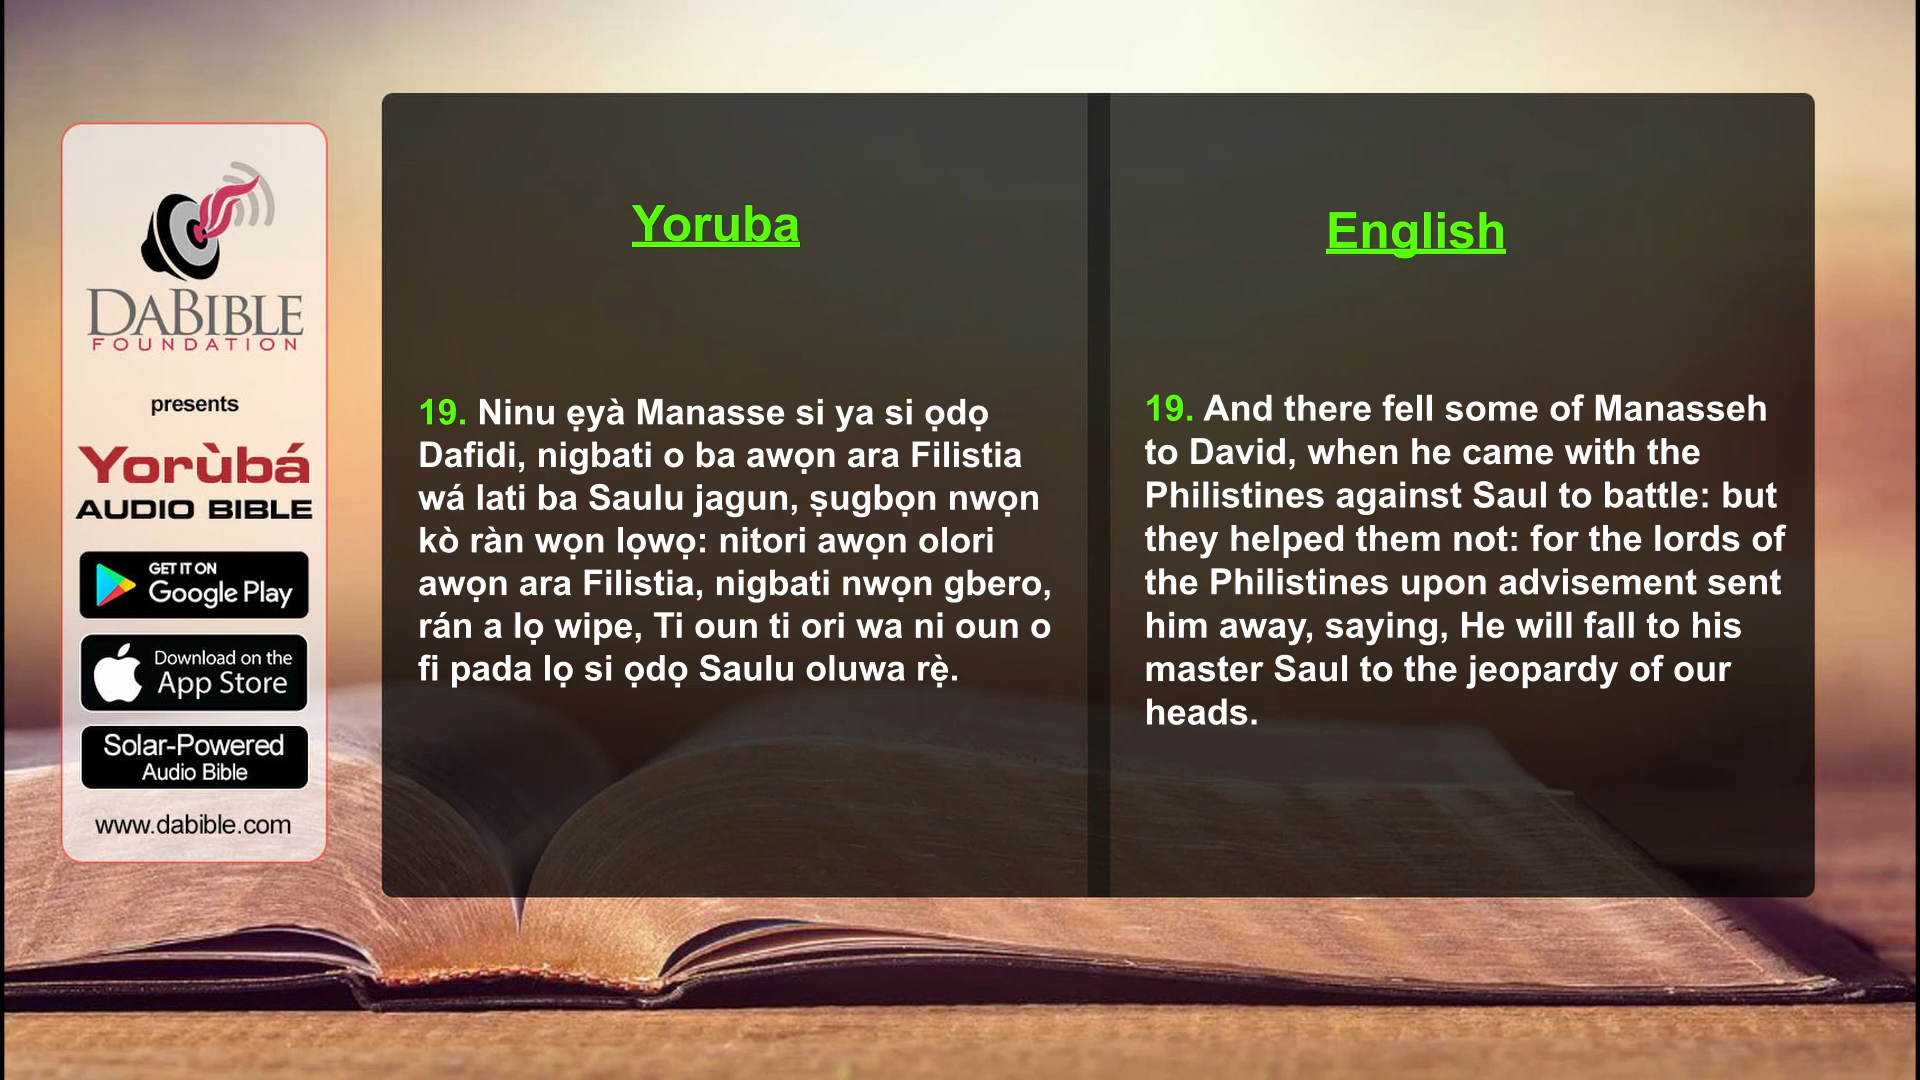 DABIBLE
FOUNDATION
presents
Yorùbá
AUDIO BIBLE
GET IT ON
Google Play
Download on the
App Store
Solar-Powered
Audio Bible
www.dabible.com
Yoruba
19. Ninu ẹyà Manasse si ya si ọdọ
Dafidi, nigbati o ba awọn ara Filistia
wá lati ba Saulu jagun, ṣugbọn nwọn
kò ràn wọn lọwọ: nitori awọn olori
awọn ara Filistia, nigbati nwọn gbero,
rán a lọ wipe, Ti oun ti ori wa ni oun o
fi pada lọ si ọdọ Saulu oluwa rẹ̀.
English
19. And there fell some of Manasseh
to David, when he came with the
Philistines against Saul to battle: but
they helped them not: for the lords of
the Philistines upon advisement sent
him away, saying, He will fall to his
master Saul to the jeopardy of our
heads.